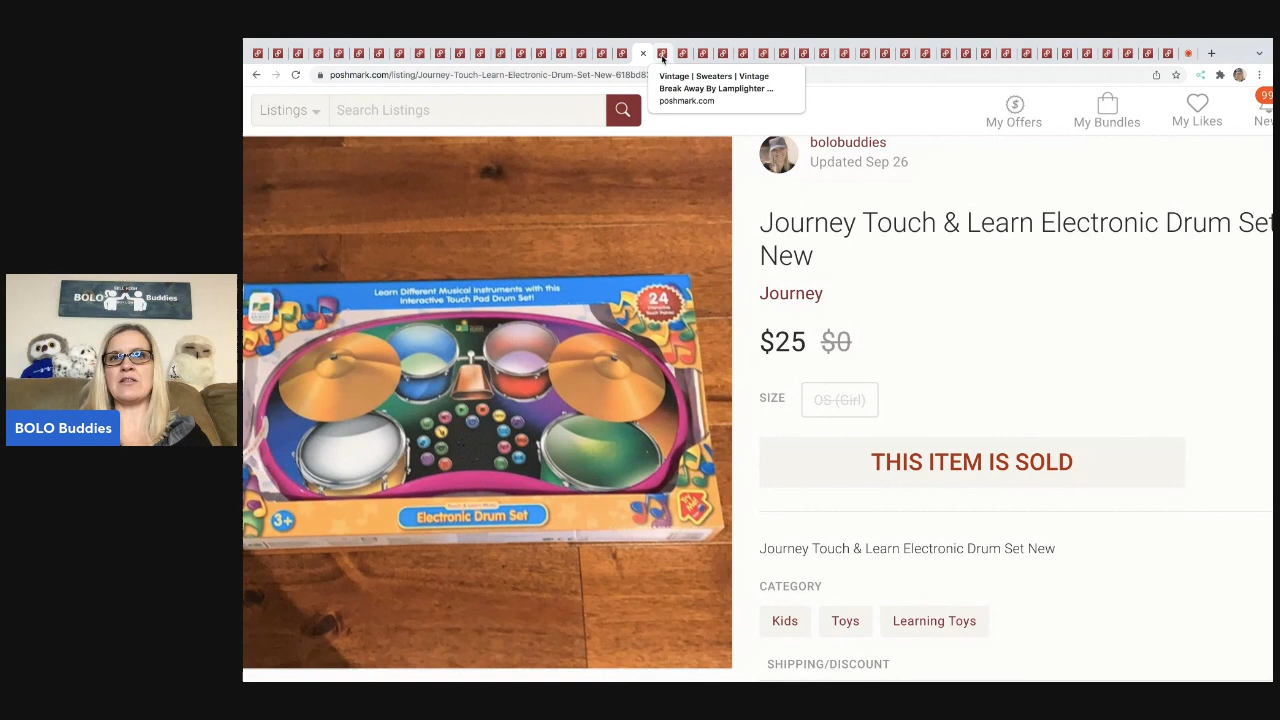 poshmark.com/listing/Journey-Touch-Learn-Electronic-Drum-Set-New-618bd8
Vintage | Sweaters | Vintage
Break Away By Lamplighter ...
poshmark.com
Listings
Search Listings
My Offers
My Bundles
My Likes
99
bolobuddies
Updated Sep 26
Journey Touch & Learn Electronic Drum Set
New
Journey
$25 $0
SIZE
OS (Girl)
THIS ITEM IS SOLD
Journey Touch & Learn Electronic Drum Set New
CATEGORY
Kids
Toys
Learning Toys
SHIPPING/DISCOUNT
Learn Different Musical Instruments with this
Interactive Touch Pad Drum Set!
24
3+
Electronic Drum Set
Try Me!
SELL HIGH
BOLO Buddies
BOLO Buddies